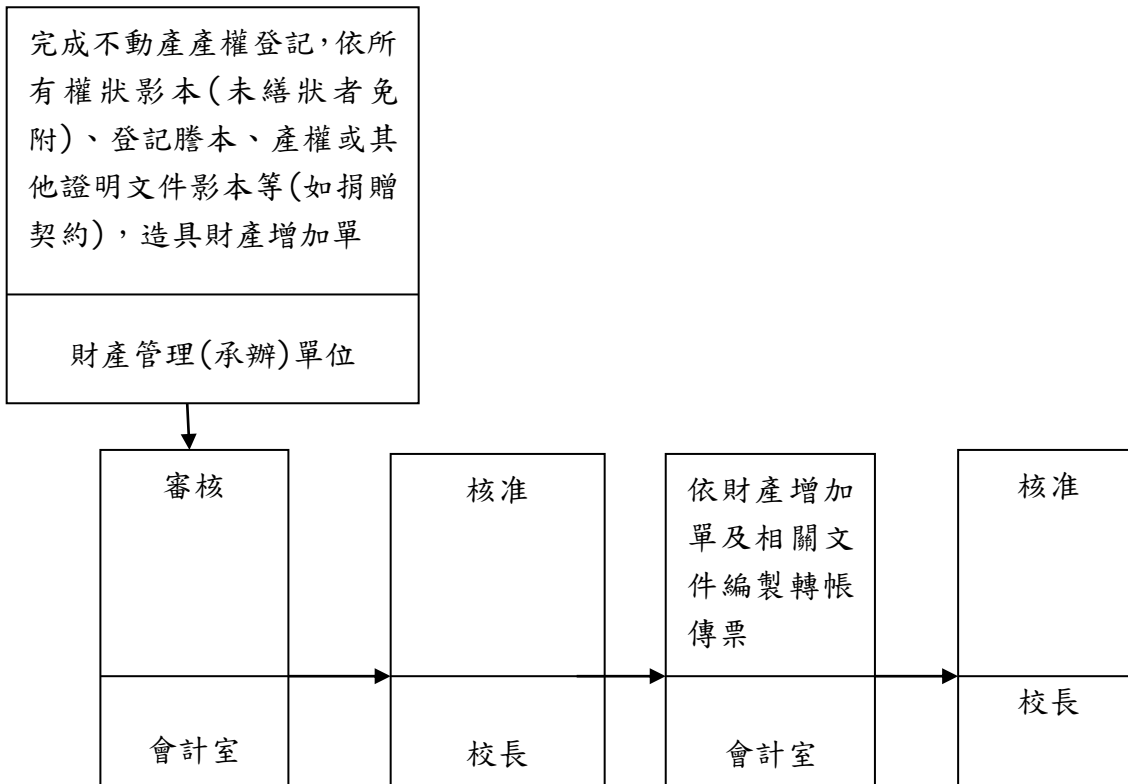 完成不動產產權登記，依所
有權狀影本(未繕狀者免
附)、登記謄本、產權或其
他證明文件影本等(如捐贈
契約)，造具財產增加單
財產管理(承辦)單位
審核
會計室
核准
校長
依財產增加
單及相關文
件編製轉帳
傳票
會計室
核准
校長